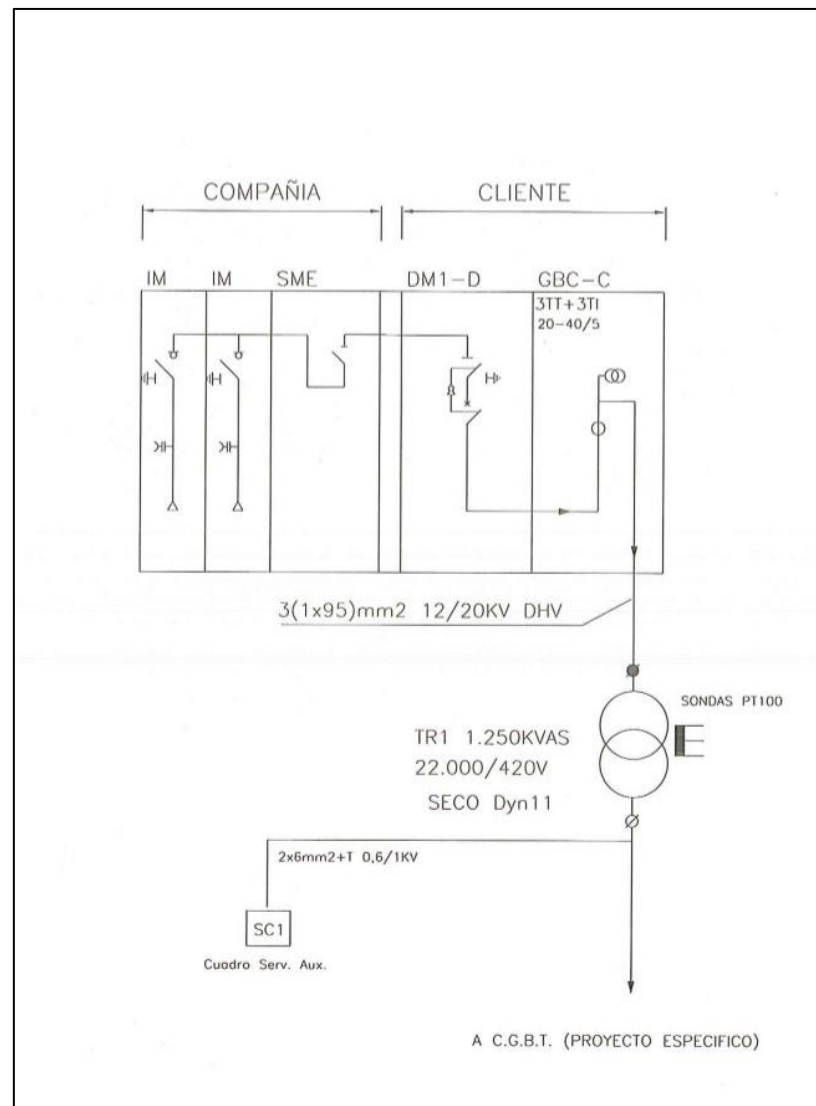 COMPAÑIA
CLIENTE
IM
IM
SME
DM1-D
GBC-C
3TT+3TI
20-40/5
3(1x95)mm2 12/20KV DHV
SONDAS PT100
TR1 1.250KVAS
22.000/420V
SECO Dyn11
2x6mm2+T 0,6/1KV
SC1
Cuadro Serv. Aux.
A C.G.B.T. (PROYECTO ESPECIFICO)